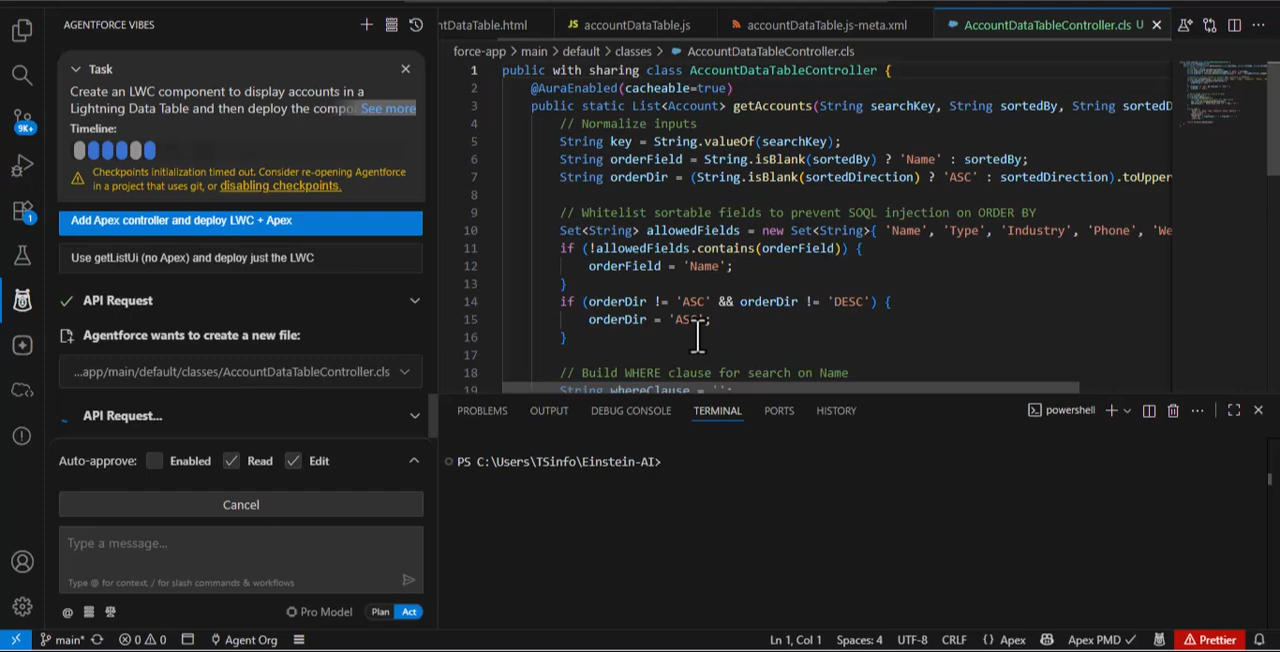 AGENTFORCE VIBES
Task
Create an LWC component to display accounts in a
Lightning Data Table and then deploy the compo See more
Timeline:
Checkpoints initialization timed out. Consider re-opening Agentforce
in a project that uses git, or disabling checkpoints.
Add Apex controller and deploy LWC + Apex
Use getListUi (no Apex) and deploy just the LWC
API Request
Agentforce wants to create a new file:
...app/main/default/classes/AccountDataTableController.cls
API Request...
Auto-approve: Enabled Read Edit
Cancel
Type a message...
Type @ for context, / for slash commands & workflows
@ Pro Model Plan Act
9K+
1
ntDataTable.html
JS accountDataTable.js
accountDataTable.js-meta.xml
AccountDataTableController.cls U
force-app > main > default > classes > AccountDataTableController.cls
1 public with sharing class AccountDataTableController {
2 @AuraEnabled(cacheable=true)
3 public static List<Account> getAccounts(String searchKey, String sortedBy, String sortedD
4 // Normalize inputs
5 String key = String.valueOf(searchKey);
6 String orderField = String.isBlank(sortedBy) ? 'Name' : sortedBy;
7 String orderDir = (String.isBlank(sortedDirection) ? 'ASC' : sortedDirection).toUpper
8
9 // Whitelist sortable fields to prevent SOQL injection on ORDER BY
10 Set<String> allowedFields = new Set<String>{ 'Name', 'Type', 'Industry', 'Phone', 'We
11 if (!allowedFields.contains(orderField)) {
12 orderField = 'Name';
13 }
14 if (orderDir != 'ASC' && orderDir != 'DESC') {
15 orderDir = 'ASC';
16 }
17
18 // Build WHERE clause for search on Name
19 String whereClause = '';
PROBLEMS OUTPUT DEBUG CONSOLE TERMINAL PORTS HISTORY
powershell
PS C:\Users\TSinfo\Einstein-AI>
main* 0 0 Agent Org
Ln 1, Col 1 Spaces: 4 UTF-8 CRLF {} Apex Apex PMD Prettier